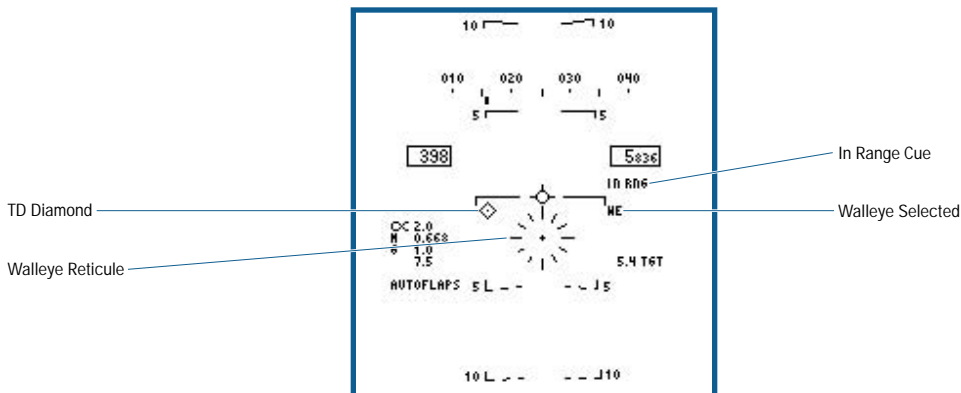 10 10
010 020 030 040
5 5
398 5836
In Range Cue
IN RNG
TD Diamond
WE
Walleye Selected
α 2.0
M 0.668
G 1.0
7.5
5.4 TGT
Walleye Reticule
AUTOFLAPS 5 5
10 10